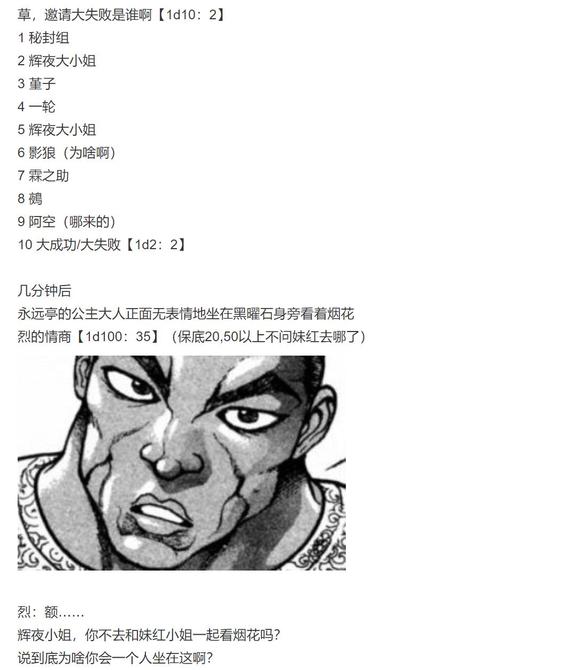 草，邀请大失败是谁啊【1d10：2】
1 秘封组
2 辉夜大小姐
3 堇子
4 一轮
5 辉夜大小姐
6 影狼（为啥啊）
7 霖之助
8 鵺
9 阿空（哪来的）
10 大成功/大失败【1d2：2】
几分钟后
永远亭的公主大人正面无表情地坐在黑曜石身旁看着烟花
烈的情商【1d100：35】（保底20,50以上不问妹红去哪了）
烈：额……
辉夜小姐，你不去和妹红小姐一起看烟花吗？
说到底为啥你会一个人坐在这啊？